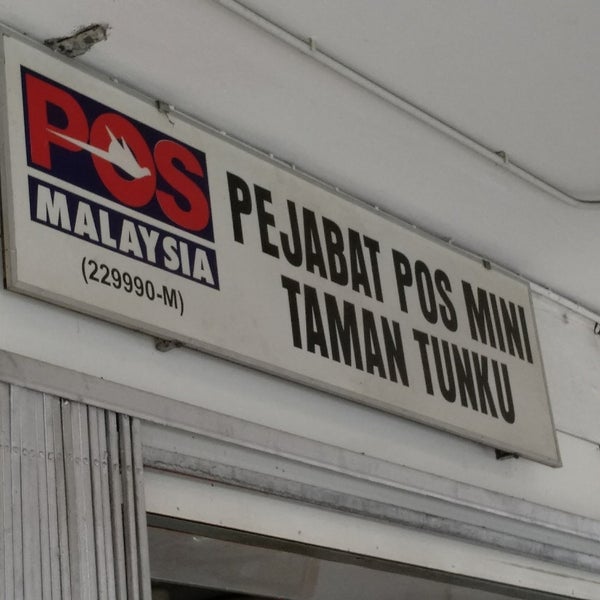 POS
MALAYSIA
(229990-M)
PEJABAT POS MINI
TAMAN TUNKU